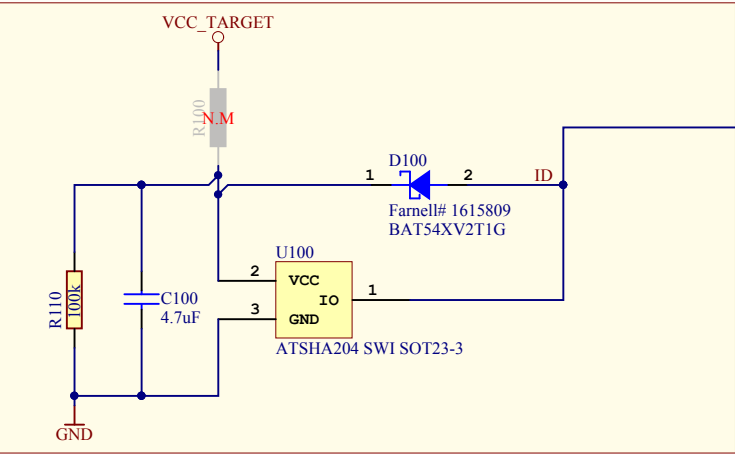 VCC_TARGET
R100
N.M
D100
1
2
ID
Farnell# 1615809
BAT54XV2T1G
U100
2
VCC
IO
1
3
GND
ATSHA204 SWI SOT23-3
R110
100k
C100
4.7uF
GND